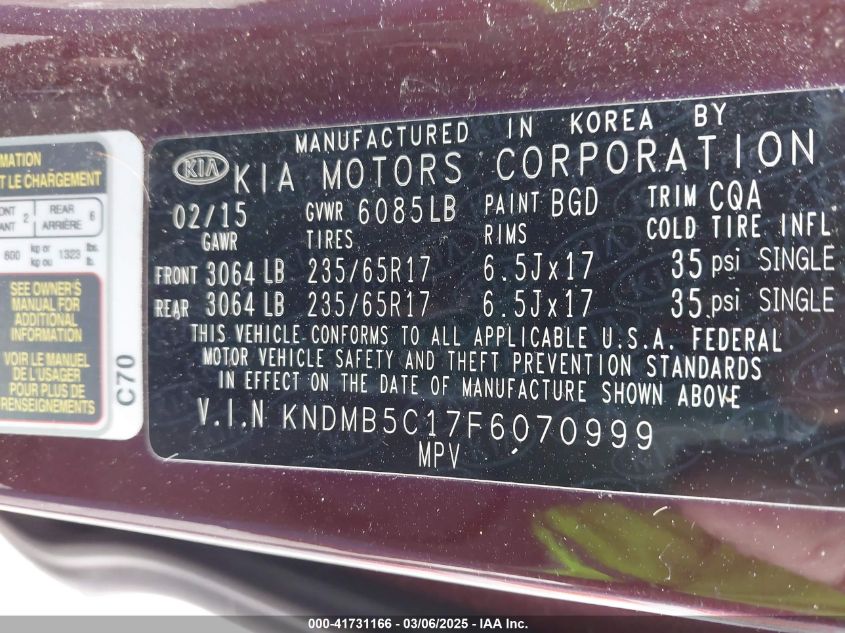 MANUFACTURED IN KOREA BY
KIA KIA MOTORS CORPORATION
02/15 GVWR 6085LB PAINT BGD TRIM CQA
GAWR TIRES RIMS COLD TIRE INFL
FRONT 3064 LB 235/65R17 6.5Jx17 35 psi SINGLE
REAR 3064 LB 235/65R17 6.5Jx17 35 psi SINGLE
THIS VEHICLE CONFORMS TO ALL APPLICABLE U.S.A. FEDERAL
MOTOR VEHICLE SAFETY AND THEFT PREVENTION STANDARDS
IN EFFECT ON THE DATE OF MANUFACTURE SHOWN ABOVE
V.I.N KNDMB5C17F6070999
MPV
T LE CHARGEMENT
2 REAR 6
ARRIÈRE
600 kg or 1323 lbs.
kg ou lb.
SEE OWNER'S
MANUAL FOR
ADDITIONAL
INFORMATION
VOIR LE MANUEL
DE L'USAGER
POUR PLUS DE
RENSEIGNEMENTS
C70
000-41731166 - 03/06/2025 - IAA Inc.